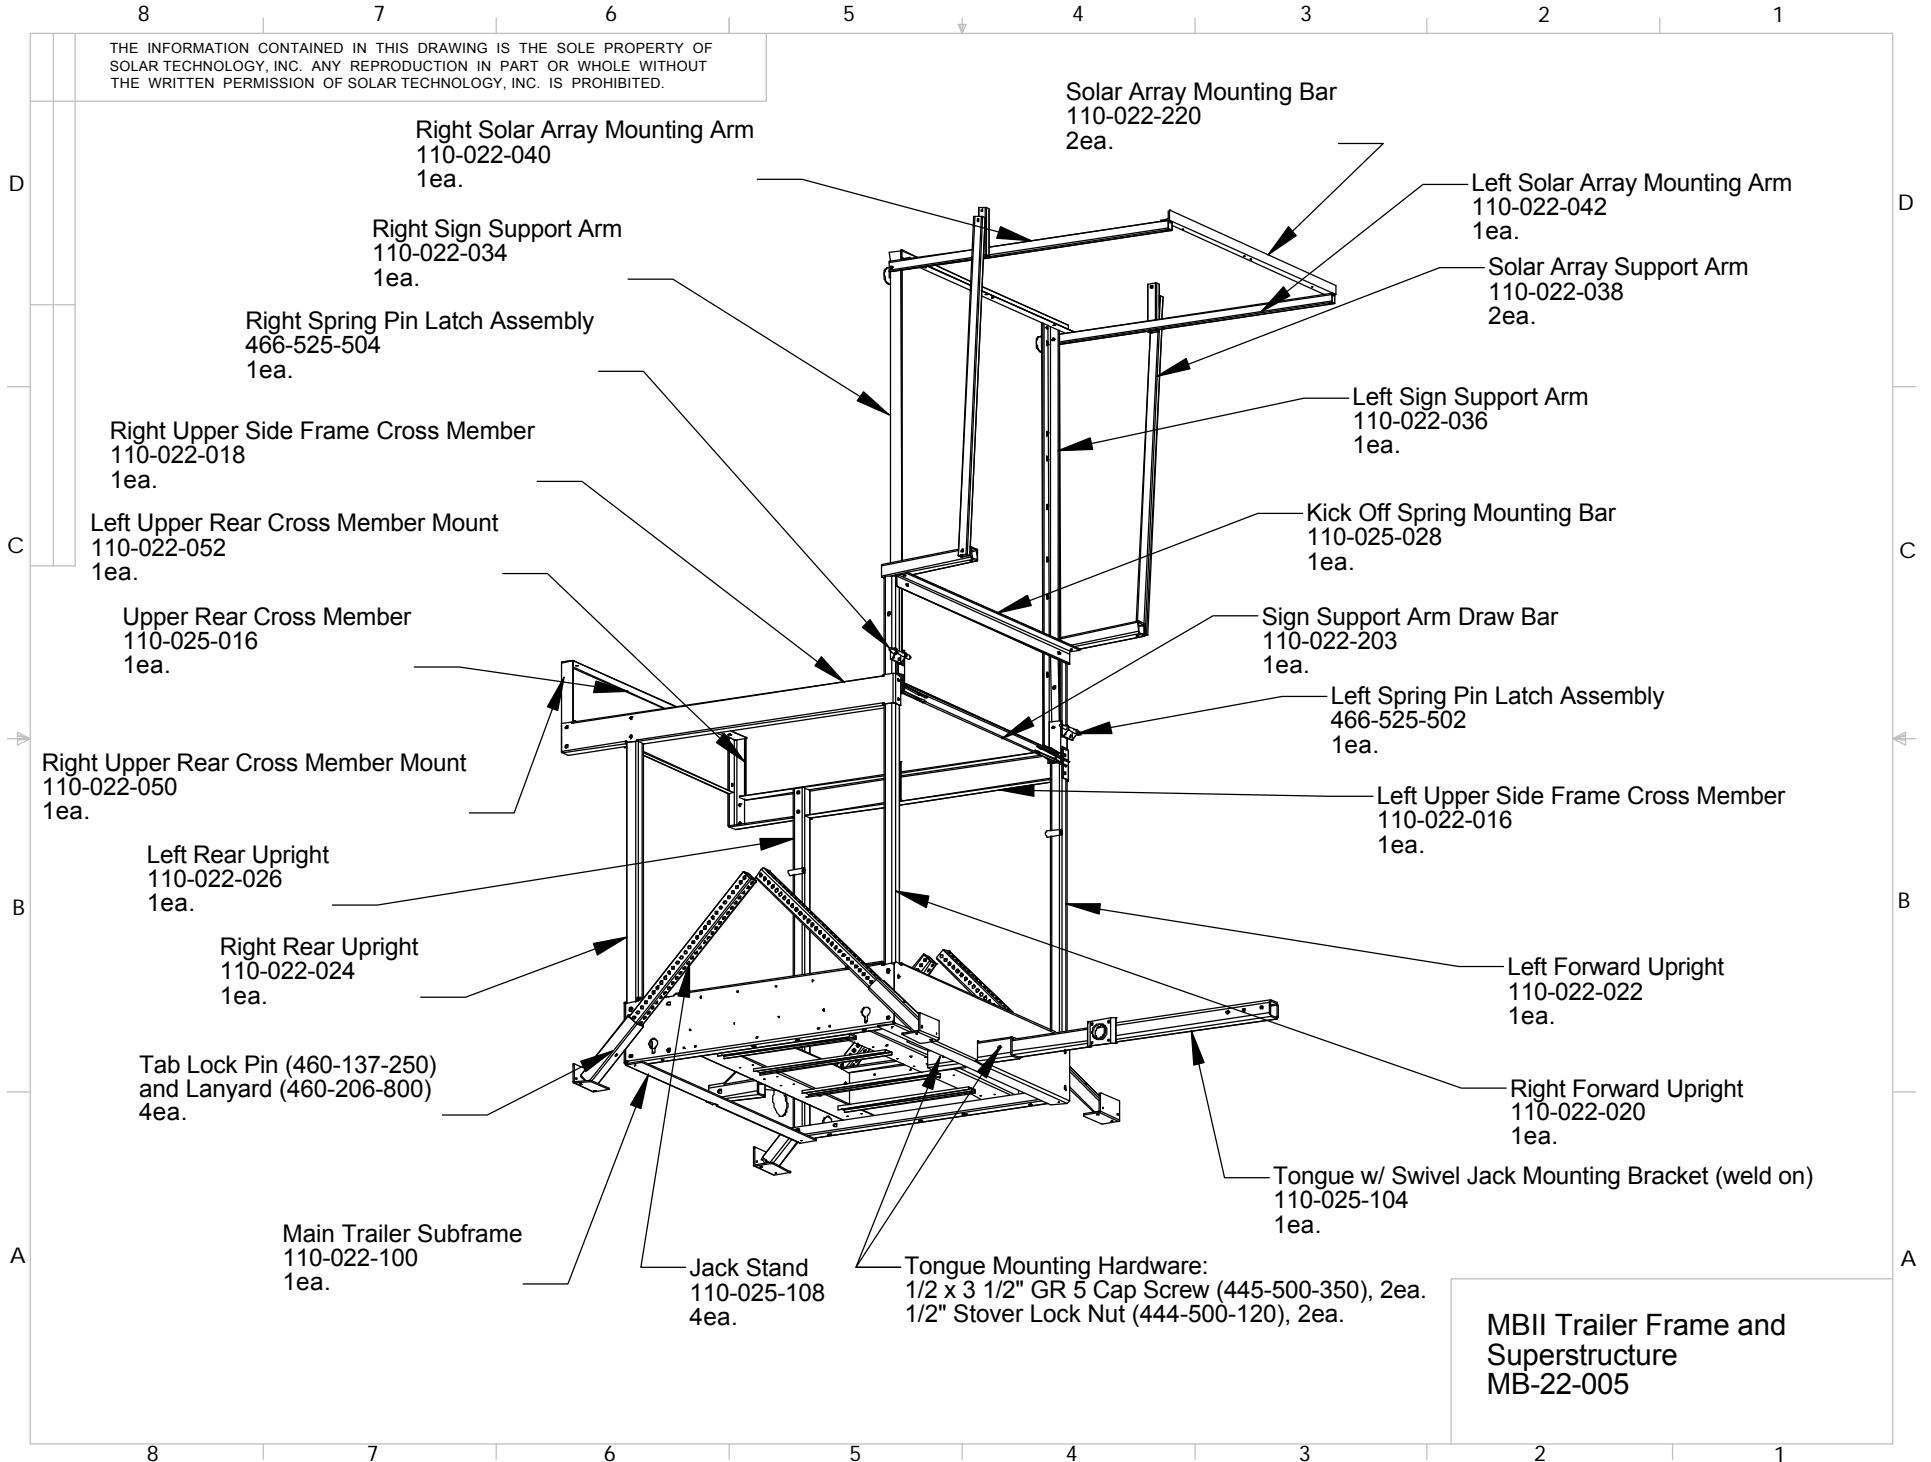 8 7 6 5 4 3 2 1
THE INFORMATION CONTAINED IN THIS DRAWING IS THE SOLE PROPERTY OF
SOLAR TECHNOLOGY, INC. ANY REPRODUCTION IN PART OR WHOLE WITHOUT
THE WRITTEN PERMISSION OF SOLAR TECHNOLOGY, INC. IS PROHIBITED.
Solar Array Mounting Bar
110-022-220
2ea.
Right Solar Array Mounting Arm
110-022-040
1ea.
D
D
Left Solar Array Mounting Arm
110-022-042
1ea.
Right Sign Support Arm
110-022-034
1ea.
Solar Array Support Arm
110-022-038
2ea.
Right Spring Pin Latch Assembly
466-525-504
1ea.
Left Sign Support Arm
110-022-036
1ea.
Right Upper Side Frame Cross Member
110-022-018
1ea.
Kick Off Spring Mounting Bar
110-025-028
1ea.
Left Upper Rear Cross Member Mount
110-022-052
1ea.
C
C
Upper Rear Cross Member
110-025-016
1ea.
Sign Support Arm Draw Bar
110-022-203
1ea.
Left Spring Pin Latch Assembly
466-525-502
1ea.
Right Upper Rear Cross Member Mount
110-022-050
1ea.
Left Upper Side Frame Cross Member
110-022-016
1ea.
Left Rear Upright
110-022-026
1ea.
B
B
Right Rear Upright
110-022-024
1ea.
Left Forward Upright
110-022-022
1ea.
Tab Lock Pin (460-137-250)
and Lanyard (460-206-800)
4ea.
Right Forward Upright
110-022-020
1ea.
Tongue w/ Swivel Jack Mounting Bracket (weld on)
110-025-104
1ea.
Main Trailer Subframe
110-022-100
1ea.
A
A
Jack Stand
110-025-108
4ea.
Tongue Mounting Hardware:
1/2 x 3 1/2" GR 5 Cap Screw (445-500-350), 2ea.
1/2" Stover Lock Nut (444-500-120), 2ea.
MBII Trailer Frame and
Superstructure
MB-22-005
8 7 6 5 4 3 2 1